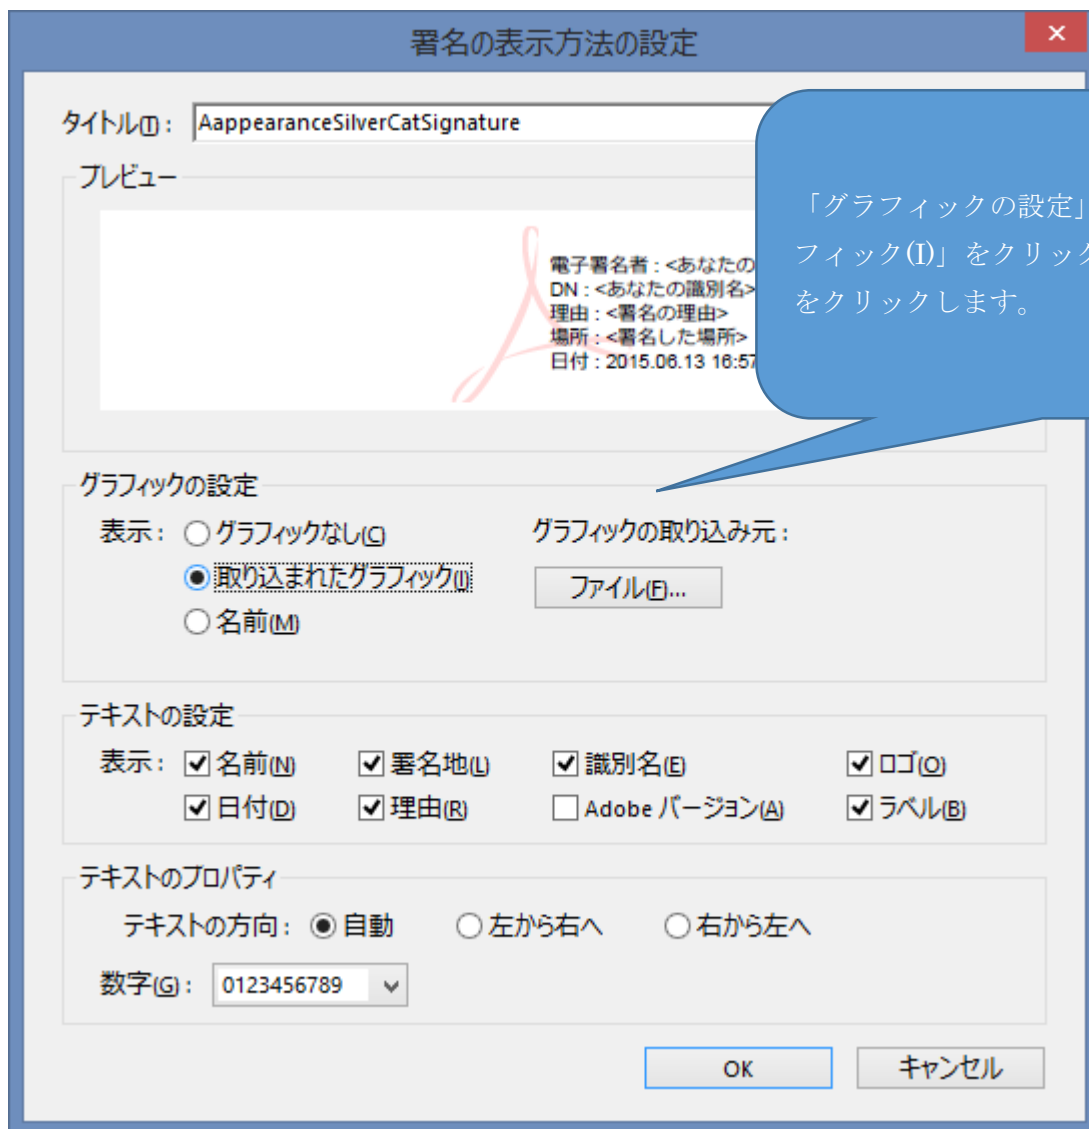 署名の表示方法の設定
タイトル(T): AappearanceSilverCatSignature
プレビュー
電子署名者 : <あなたの
DN : <あなたの識別名>
理由 : <署名の理由>
場所 : <署名した場所>
日付 : 2015.06.13 16:57
「グラフィックの設定」
フィック(I)」をクリック
をクリックします。
グラフィックの設定
表示: グラフィックなし(C) グラフィックの取り込み元:
取り込まれたグラフィック(I) ファイル(F)...
名前(M)
テキストの設定
表示: 名前(N) 署名地(L) 識別名(E) ロゴ(O)
日付(D) 理由(R) Adobe バージョン(A) ラベル(B)
テキストのプロパティ
テキストの方向: 自動 左から右へ 右から左へ
数字(G): 0123456789
OK キャンセル